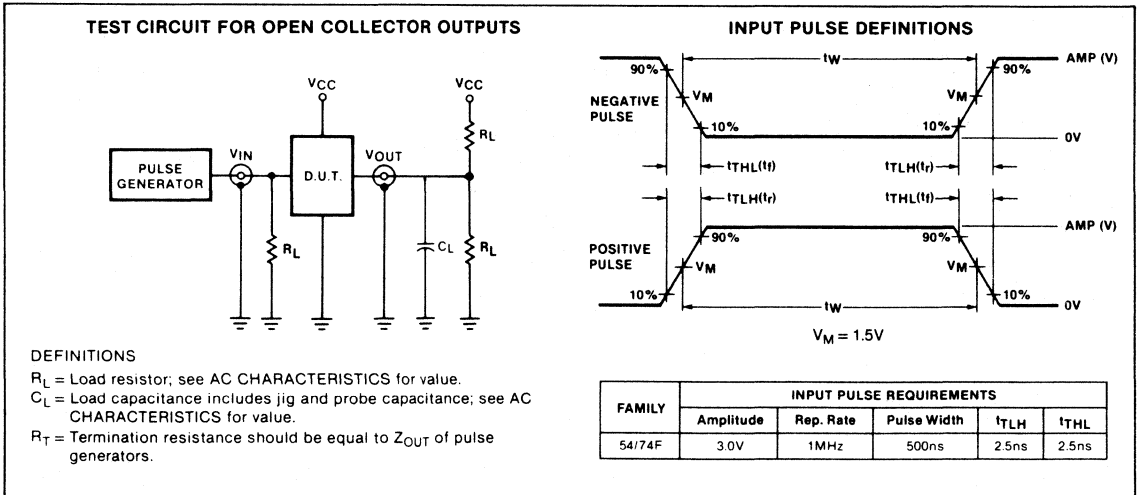 TEST CIRCUIT FOR OPEN COLLECTOR OUTPUTS
VCC
VCC
RL
VIN
VOUT
PULSE
GENERATOR
D.U.T.
RL
CL
RL
DEFINITIONS
RL = Load resistor; see AC CHARACTERISTICS for value.
CL = Load capacitance includes jig and probe capacitance; see AC
CHARACTERISTICS for value.
RT = Termination resistance should be equal to ZOUT of pulse
generators.
INPUT PULSE DEFINITIONS
tW
AMP (V)
90%
90%
NEGATIVE
PULSE
VM
VM
10%
10%
0V
tTHL(tf)
tTLH(tr)
tTLH(tr)
tTHL(tf)
AMP (V)
90%
90%
POSITIVE
PULSE
VM
VM
10%
10%
tW
0V
VM = 1.5V
FAMILY
INPUT PULSE REQUIREMENTS
Amplitude Rep. Rate Pulse Width tTLH tTHL
54/74F 3.0V 1MHz 500ns 2.5ns 2.5ns